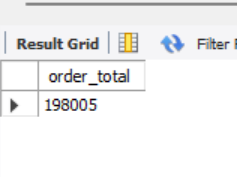 Result Grid Filter
order_total
198005